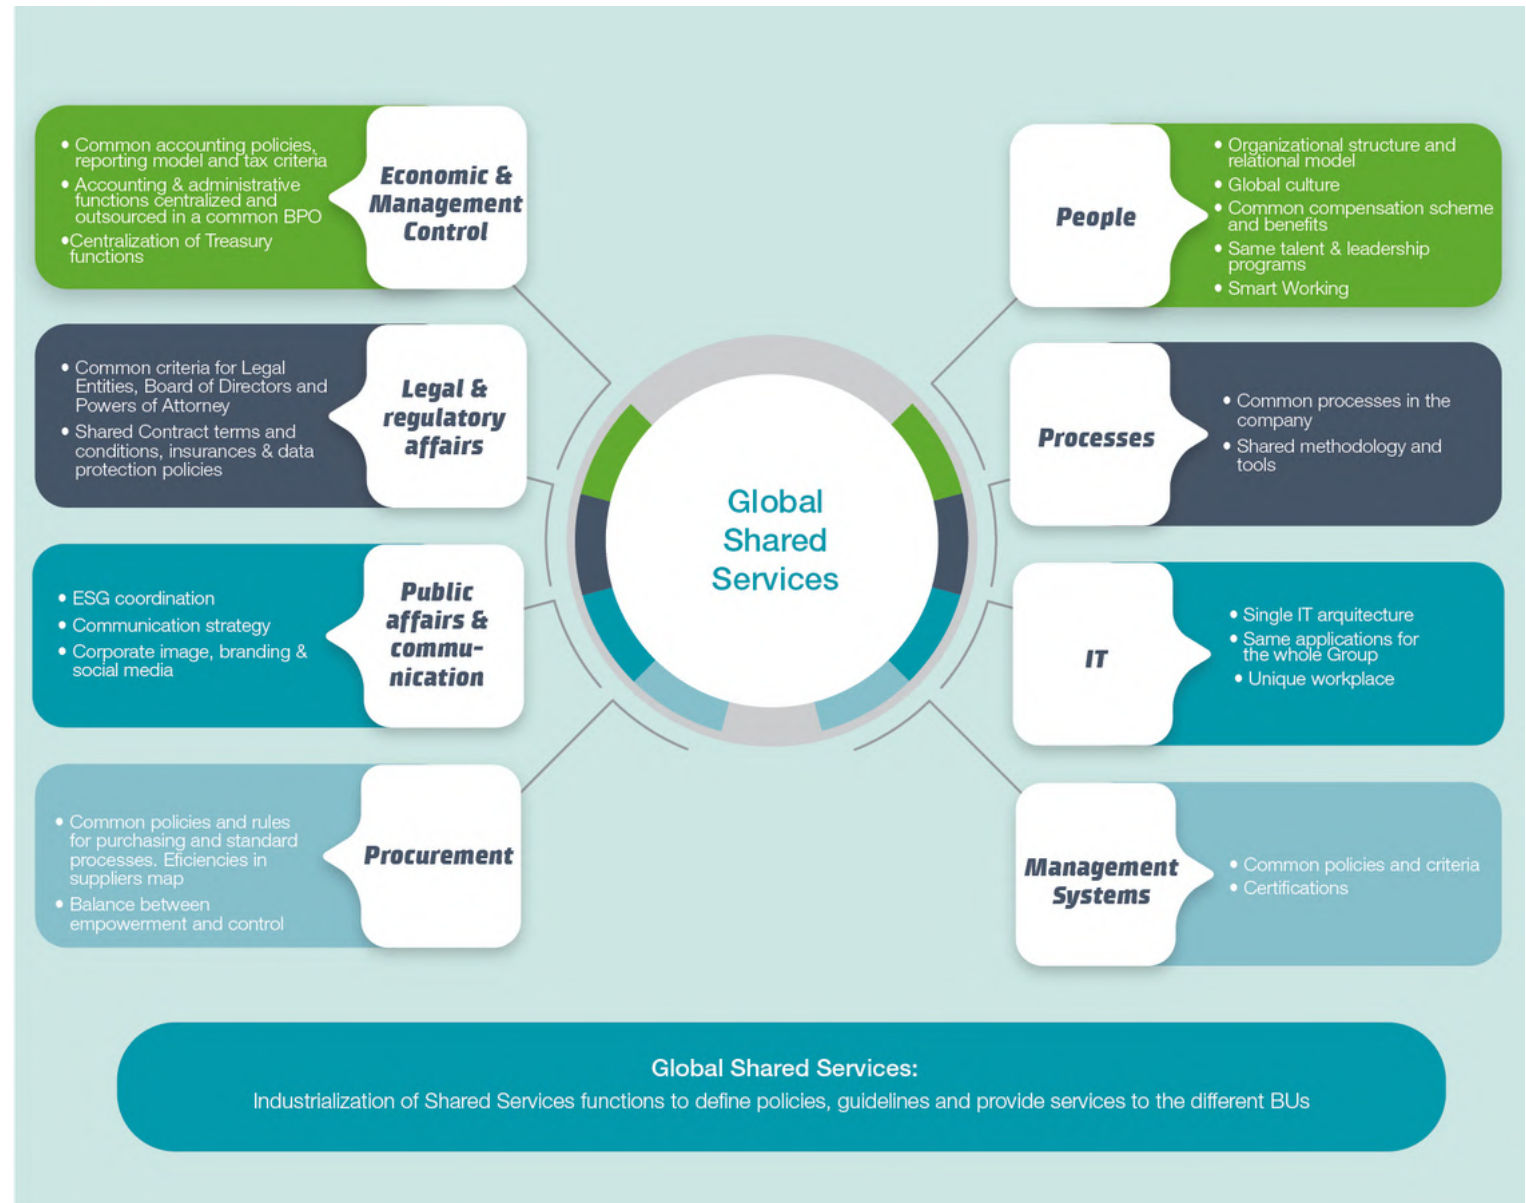 • Common accounting policies,
reporting model and tax criteria
• Accounting & administrative
functions centralized and
outsourced in a common BPO
•Centralization of Treasury
functions
Economic &
Management
Control
• Common criteria for Legal
Entities, Board of Directors and
Powers of Attorney
• Shared Contract terms and
conditions, insurances & data
protection policies
Legal &
regulatory
affairs
• ESG coordination
• Communication strategy
• Corporate image, branding &
social media
Public
affairs &
commu-
nication
• Common policies and rules
for purchasing and standard
processes. Eficiencies in
suppliers map
• Balance between
empowerment and control
Procurement
Global
Shared
Services
People
• Organizational structure and
relational model
• Global culture
• Common compensation scheme
and benefits
• Same talent & leadership
programs
• Smart Working
Processes
• Common processes in the
company
• Shared methodology and
tools
IT
• Single IT arquitecture
• Same applications for
the whole Group
• Unique workplace
Management
Systems
• Common policies and criteria
• Certifications
Global Shared Services:
Industrialization of Shared Services functions to define policies, guidelines and provide services to the different BUs